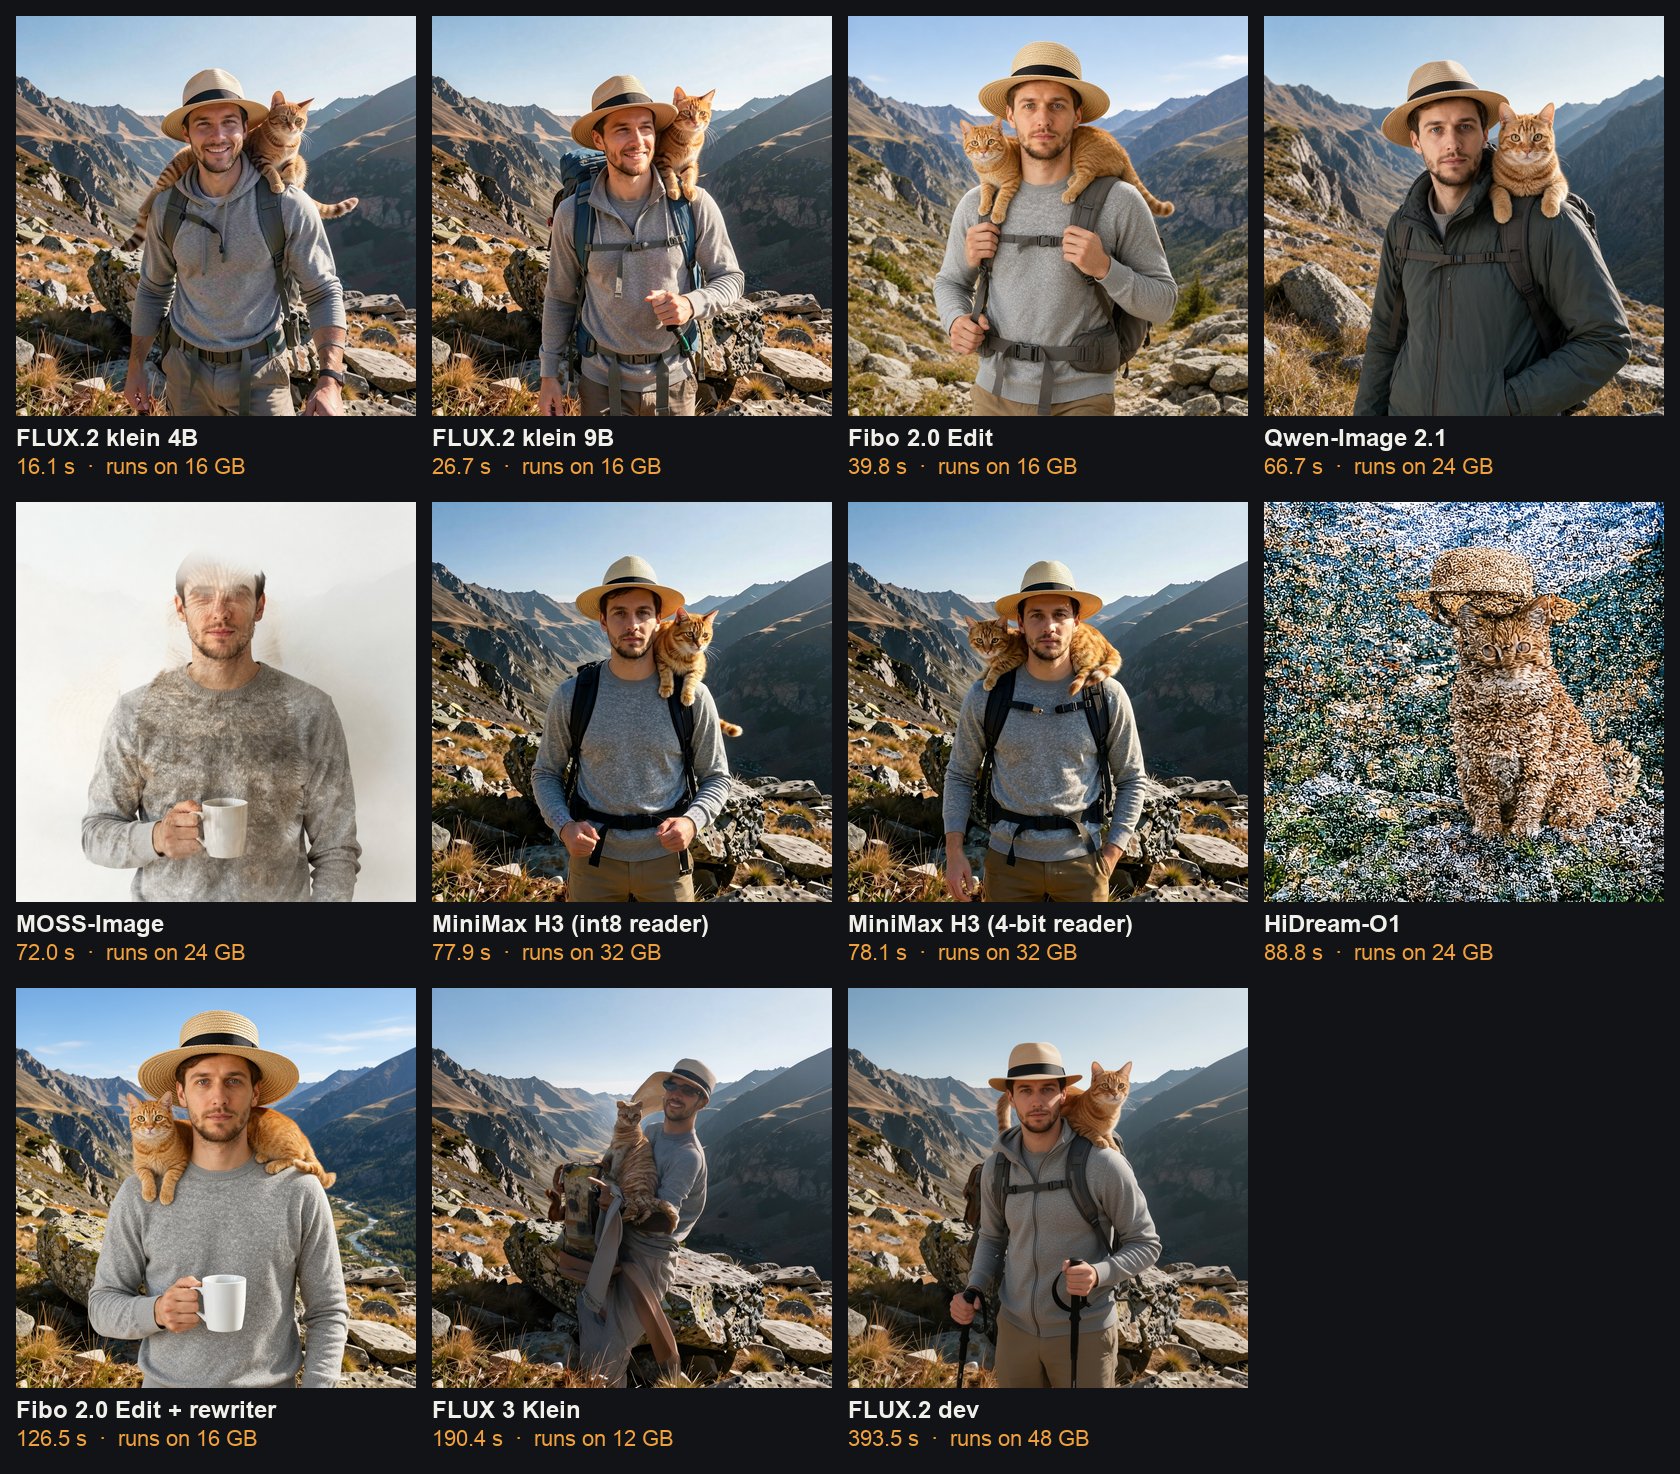 FLUX.2 klein 4B
16.1 s · runs on 16 GB
FLUX.2 klein 9B
26.7 s · runs on 16 GB
Fibo 2.0 Edit
39.8 s · runs on 16 GB
Qwen-Image 2.1
66.7 s · runs on 24 GB
MOSS-Image
72.0 s · runs on 24 GB
MiniMax H3 (int8 reader)
77.9 s · runs on 32 GB
MiniMax H3 (4-bit reader)
78.1 s · runs on 32 GB
HiDream-O1
88.8 s · runs on 24 GB
Fibo 2.0 Edit + rewriter
126.5 s · runs on 16 GB
FLUX 3 Klein
190.4 s · runs on 12 GB
FLUX.2 dev
393.5 s · runs on 48 GB